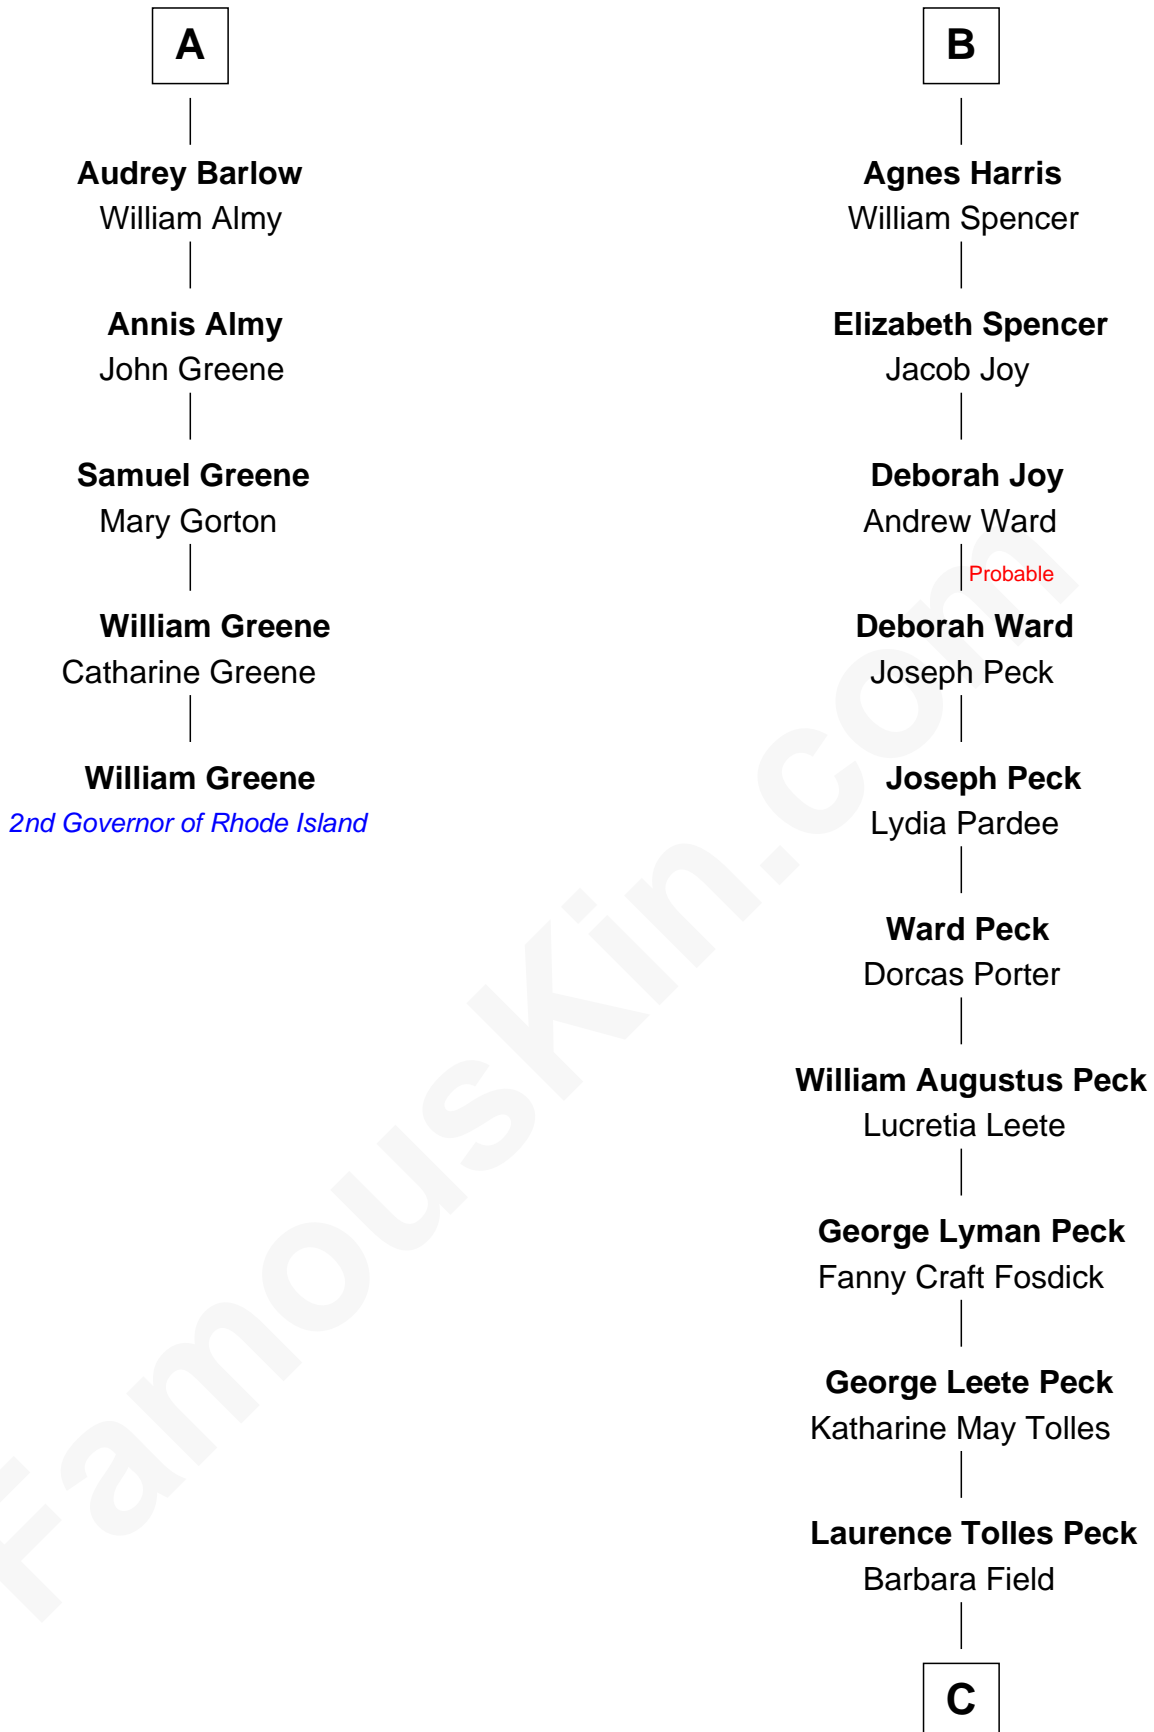 A
Audrey Barlow
William Almy
Annis Almy
John Greene
Samuel Greene
Mary Gorton
William Greene
Catharine Greene
William Greene
2nd Governor of Rhode Island
B
Agnes Harris
William Spencer
Elizabeth Spencer
Jacob Joy
Deborah Joy
Andrew Ward
Probable
Deborah Ward
Joseph Peck
Joseph Peck
Lydia Pardee
Ward Peck
Dorcas Porter
William Augustus Peck
Lucretia Leete
George Lyman Peck
Fanny Craft Fosdick
George Leete Peck
Katharine May Tolles
Laurence Tolles Peck
Barbara Field
C
FamousKin.com